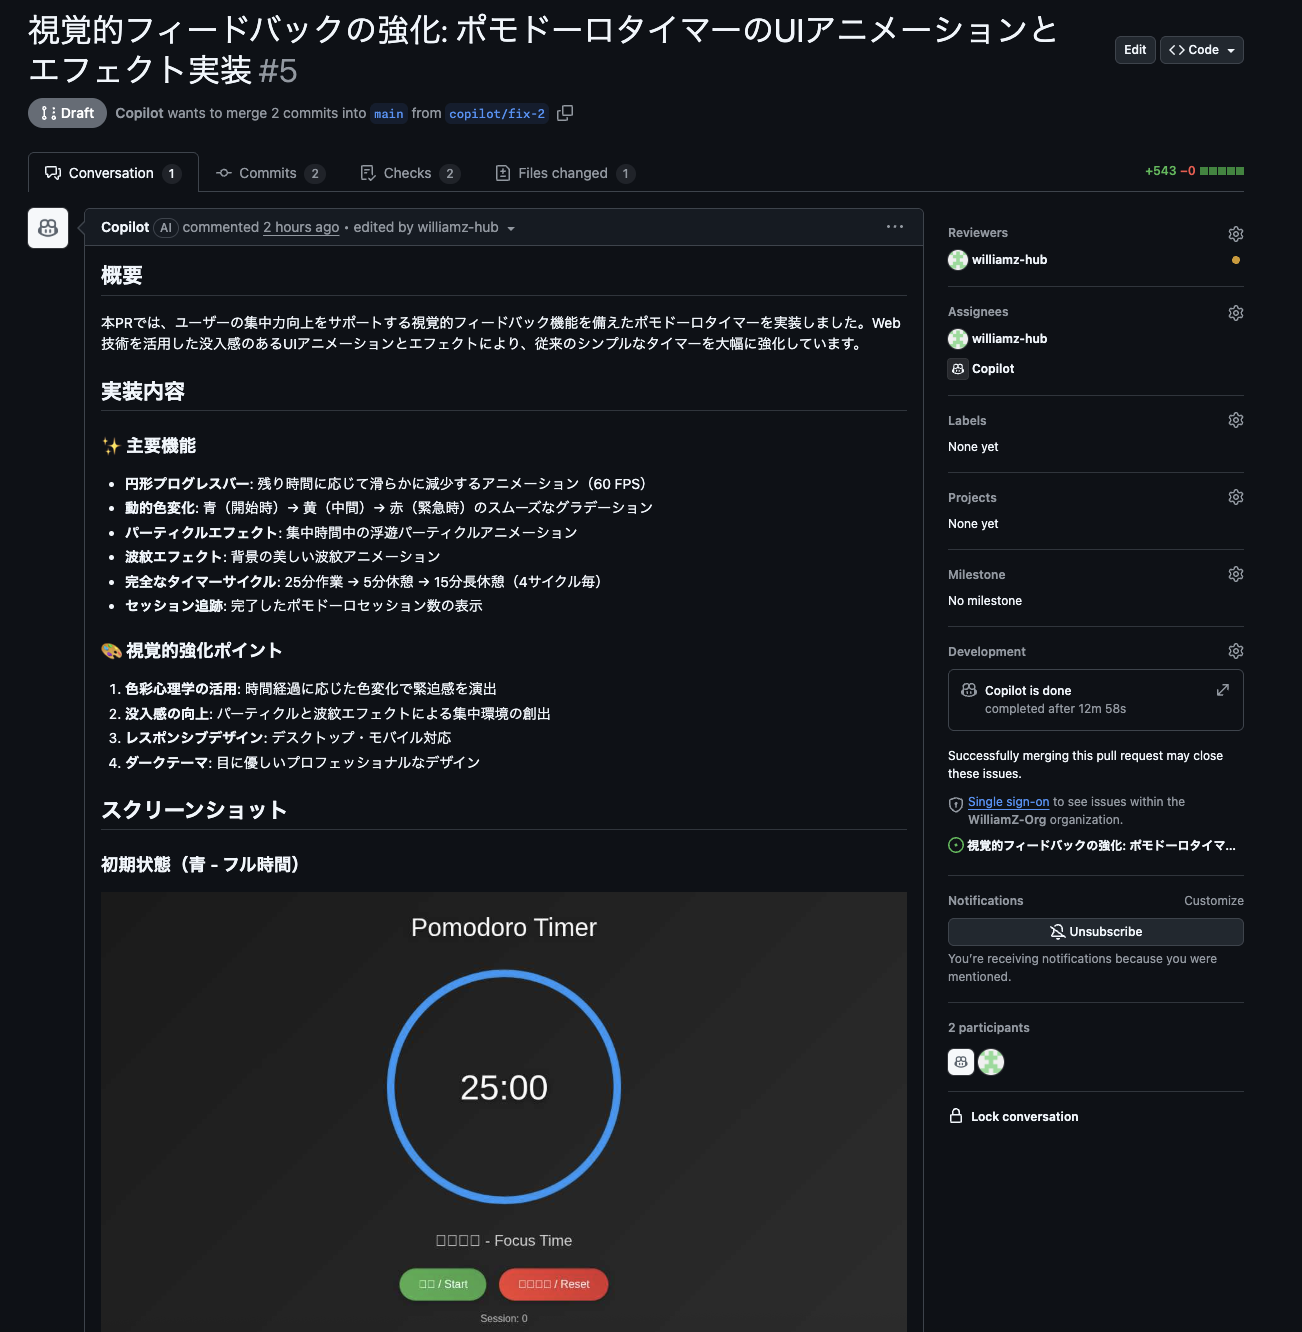 視覚的フィードバックの強化: ポモドーロタイマーのUIアニメーションと
エフェクト実装 #5
Edit
<> Code
Draft
Copilot wants to merge 2 commits into main from copilot/fix-2
Conversation 1
Commits 2
Checks 2
Files changed 1
+543 −0
Copilot AI commented 2 hours ago • edited by williamz-hub
概要
本PRでは、ユーザーの集中力向上をサポートする視覚的フィードバック機能を備えたポモドーロタイマーを実装しました。Web
技術を活用した没入感のあるUIアニメーションとエフェクトにより、従来のシンプルなタイマーを大幅に強化しています。
実装内容
✨ 主要機能
• 円形プログレスバー: 残り時間に応じて滑らかに減少するアニメーション（60 FPS）
• 動的色変化: 青（開始時）→ 黄（中間）→ 赤（緊急時）のスムーズなグラデーション
• パーティクルエフェクト: 集中時間中の浮遊パーティクルアニメーション
• 波紋エフェクト: 背景の美しい波紋アニメーション
• 完全なタイマーサイクル: 25分作業 → 5分休憩 → 15分長休憩（4サイクル毎）
• セッション追跡: 完了したポモドーロセッション数の表示
🎨 視覚的強化ポイント
1. 色彩心理学の活用: 時間経過に応じた色変化で緊迫感を演出
2. 没入感の向上: パーティクルと波紋エフェクトによる集中環境の創出
3. レスポンシブデザイン: デスクトップ・モバイル対応
4. ダークテーマ: 目に優しいプロフェッショナルなデザイン
スクリーンショット
初期状態（青 - フル時間）
Pomodoro Timer
25:00
□□□□ - Focus Time
□□ / Start
□□□□ / Reset
Session: 0
Reviewers
williamz-hub
Assignees
williamz-hub
Copilot
Labels
None yet
Projects
None yet
Milestone
No milestone
Development
Copilot is done
completed after 12m 58s
Successfully merging this pull request may close
these issues.
Single sign-on to see issues within the
WilliamZ-Org organization.
視覚的フィードバックの強化: ポモドーロタイマ...
Notifications
Customize
Unsubscribe
You're receiving notifications because you were
mentioned.
2 participants
Lock conversation